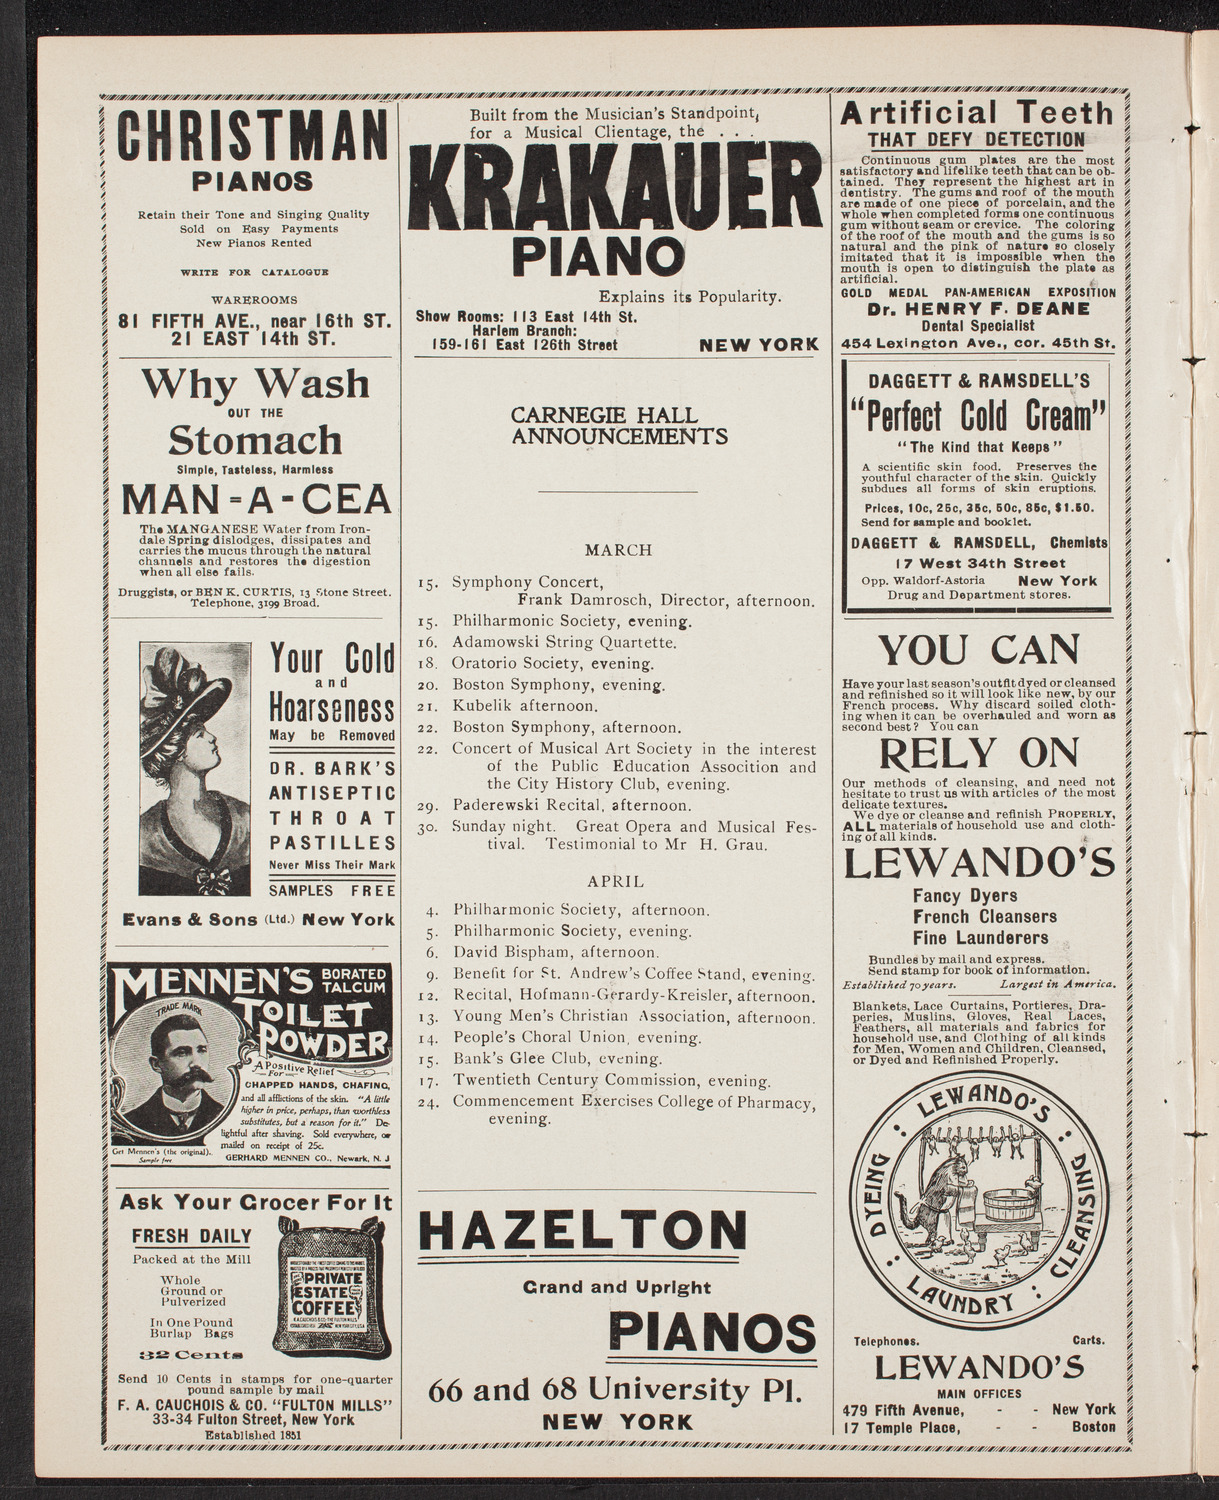 CHRISTMAN
PIANOS
Retain their Tone and Singing Quality
Sold on Easy Payments
New Pianos Rented
WRITE FOR CATALOGUE
WAREROOMS
81 FIFTH AVE., near 16th ST.
21 EAST 14th ST.
Why Wash
OUT THE
Stomach
Simple, Tasteless, Harmless
MAN=A-CEA
The MANGANESE Water from Iron-
dale Spring dislodges, dissipates and
carries the mucus through the natural
channels and restores the digestion
when all else fails.
Druggists, or BEN K. CURTIS, 13 Stone Street.
Telephone, 3199 Broad.
Your Cold
and
Hoarseness
May be Removed
DR. BARK'S
ANTISEPTIC
THROAT
PASTILLES
Never Miss Their Mark
SAMPLES FREE
Evans & Sons (Ltd.) New York
MENNEN'S BORATED
TALCUM
TOILET
POWDER
TRADE MARK
A Positive Relief
For
CHAPPED HANDS, CHAFING,
and all afflictions of the skin. "A little
higher in price, perhaps, than worthless
substitutes, but a reason for it." De-
lightful after shaving. Sold everywhere, or
mailed on receipt of 25c.
Get Mennen's (the original).
Sample free
GERHARD MENNEN CO., Newark, N. J
Ask Your Grocer For It
FRESH DAILY
Packed at the Mill
Whole
Ground or
Pulverized
In One Pound
Burlap Bags
32 Cents
PRIVATE
ESTATE
COFFEE
Send 10 Cents in stamps for one-quarter
pound sample by mail
F. A. CAUCHOIS & CO. "FULTON MILLS"
33-34 Fulton Street, New York
Established 1851
Built from the Musician's Standpoint,
for a Musical Clientage, the . . .
KRAKAUER
PIANO
Explains its Popularity.
Show Rooms: 113 East 14th St.
Harlem Branch:
159-161 East 126th Street NEW YORK
CARNEGIE HALL
ANNOUNCEMENTS
MARCH
15. Symphony Concert,
Frank Damrosch, Director, afternoon.
15. Philharmonic Society, evening.
16. Adamowski String Quartette.
18. Oratorio Society, evening.
20. Boston Symphony, evening.
21. Kubelik afternoon.
22. Boston Symphony, afternoon.
22. Concert of Musical Art Society in the interest
of the Public Education Assocition and
the City History Club, evening.
29. Paderewski Recital, afternoon.
30. Sunday night. Great Opera and Musical Fes-
tival. Testimonial to Mr H. Grau.
APRIL
4. Philharmonic Society, afternoon.
5. Philharmonic Society, evening.
6. David Bispham, afternoon.
9. Benefit for St. Andrew's Coffee Stand, evening.
12. Recital, Hofmann-Gerardy-Kreisler, afternoon.
13. Young Men's Christian Association, afternoon.
14. People's Choral Union, evening.
15. Bank's Glee Club, evening.
17. Twentieth Century Commission, evening.
24. Commencement Exercises College of Pharmacy,
evening.
HAZELTON
Grand and Upright
PIANOS
66 and 68 University Pl.
NEW YORK
Artificial Teeth
THAT DEFY DETECTION
Continuous gum plates are the most
satisfactory and lifelike teeth that can be ob-
tained. They represent the highest art in
dentistry. The gums and roof of the mouth
are made of one piece of porcelain, and the
whole when completed forms one continuous
gum without seam or crevice. The coloring
of the roof of the mouth and the gums is so
natural and the pink of nature so closely
imitated that it is impossible when the
mouth is open to distinguish the plate as
artificial.
GOLD MEDAL PAN-AMERICAN EXPOSITION
Dr. HENRY F. DEANE
Dental Specialist
454 Lexington Ave., cor. 45th St.
DAGGETT & RAMSDELL'S
"Perfect Cold Cream"
"The Kind that Keeps"
A scientific skin food. Preserves the
youthful character of the skin. Quickly
subdues all forms of skin eruptions.
Prices, 10c, 25c, 35c, 50c, 85c, $1.50.
Send for sample and booklet.
DAGGETT & RAMSDELL, Chemists
17 West 34th Street
Opp. Waldorf-Astoria New York
Drug and Department stores.
YOU CAN
Have your last season's outfit dyed or cleansed
and refinished so it will look like new, by our
French process. Why discard soiled cloth-
ing when it can be overhauled and worn as
second best? You can
RELY ON
Our methods of cleansing, and need not
hesitate to trust us with articles of the most
delicate textures.
We dye or cleanse and refinish PROPERLY,
ALL materials of household use and cloth-
ing of all kinds.
LEWANDO'S
Fancy Dyers
French Cleansers
Fine Launderers
Bundles by mail and express.
Send stamp for book of information.
Established 70 years. Largest in America.
Blankets, Lace Curtains, Portieres, Dra-
peries, Muslins, Gloves, Real Laces,
Feathers, all materials and fabrics for
household use, and Clothing of all kinds
for Men, Women and Children, Cleansed,
or Dyed and Refinished Properly.
LEWANDO'S
DYEING
CLEANSING
LAUNDRY
Telephones. Carts.
LEWANDO'S
MAIN OFFICES
479 Fifth Avenue, - - New York
17 Temple Place, - - Boston